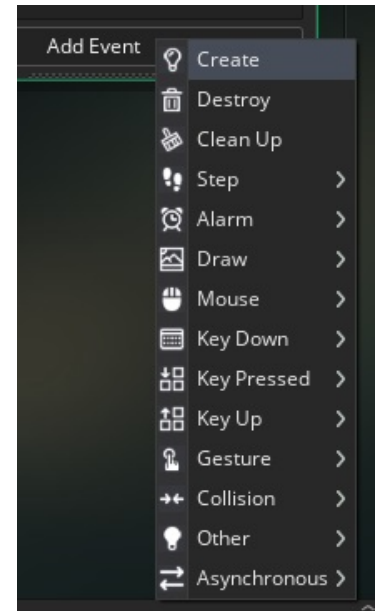 Add Event
Create
Destroy
Clean Up
Step
Alarm
Draw
Mouse
Key Down
Key Pressed
Key Up
Gesture
Collision
Other
Asynchronous